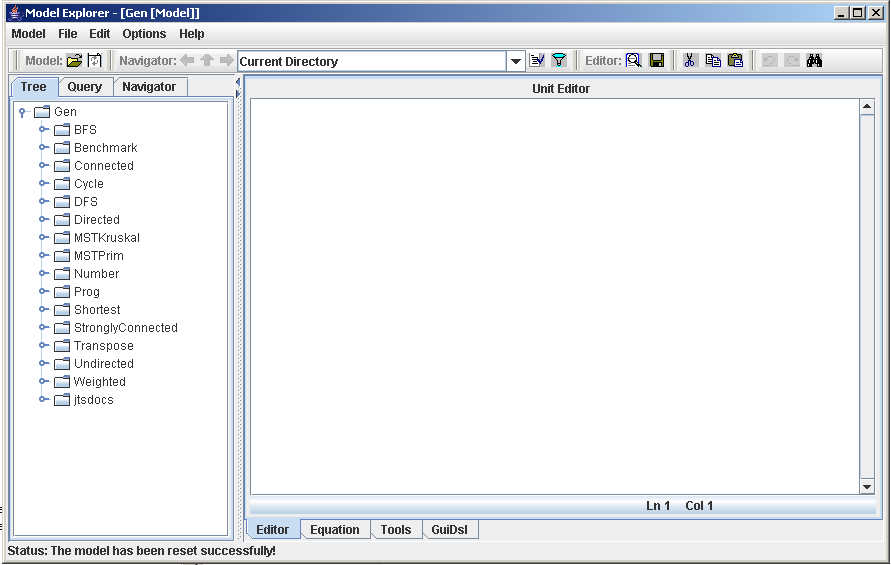 Model Explorer - [Gen [Model]]
Model File Edit Options Help
Model: Navigator: Current Directory Editor:
Tree Query Navigator
Unit Editor
Gen
BFS
Benchmark
Connected
Cycle
DFS
Directed
MSTKruskal
MSTPrim
Number
Prog
Shortest
StronglyConnected
Transpose
Undirected
Weighted
jtsdocs
Ln 1 Col 1
Editor Equation Tools GuiDsl
Status: The model has been reset successfully!